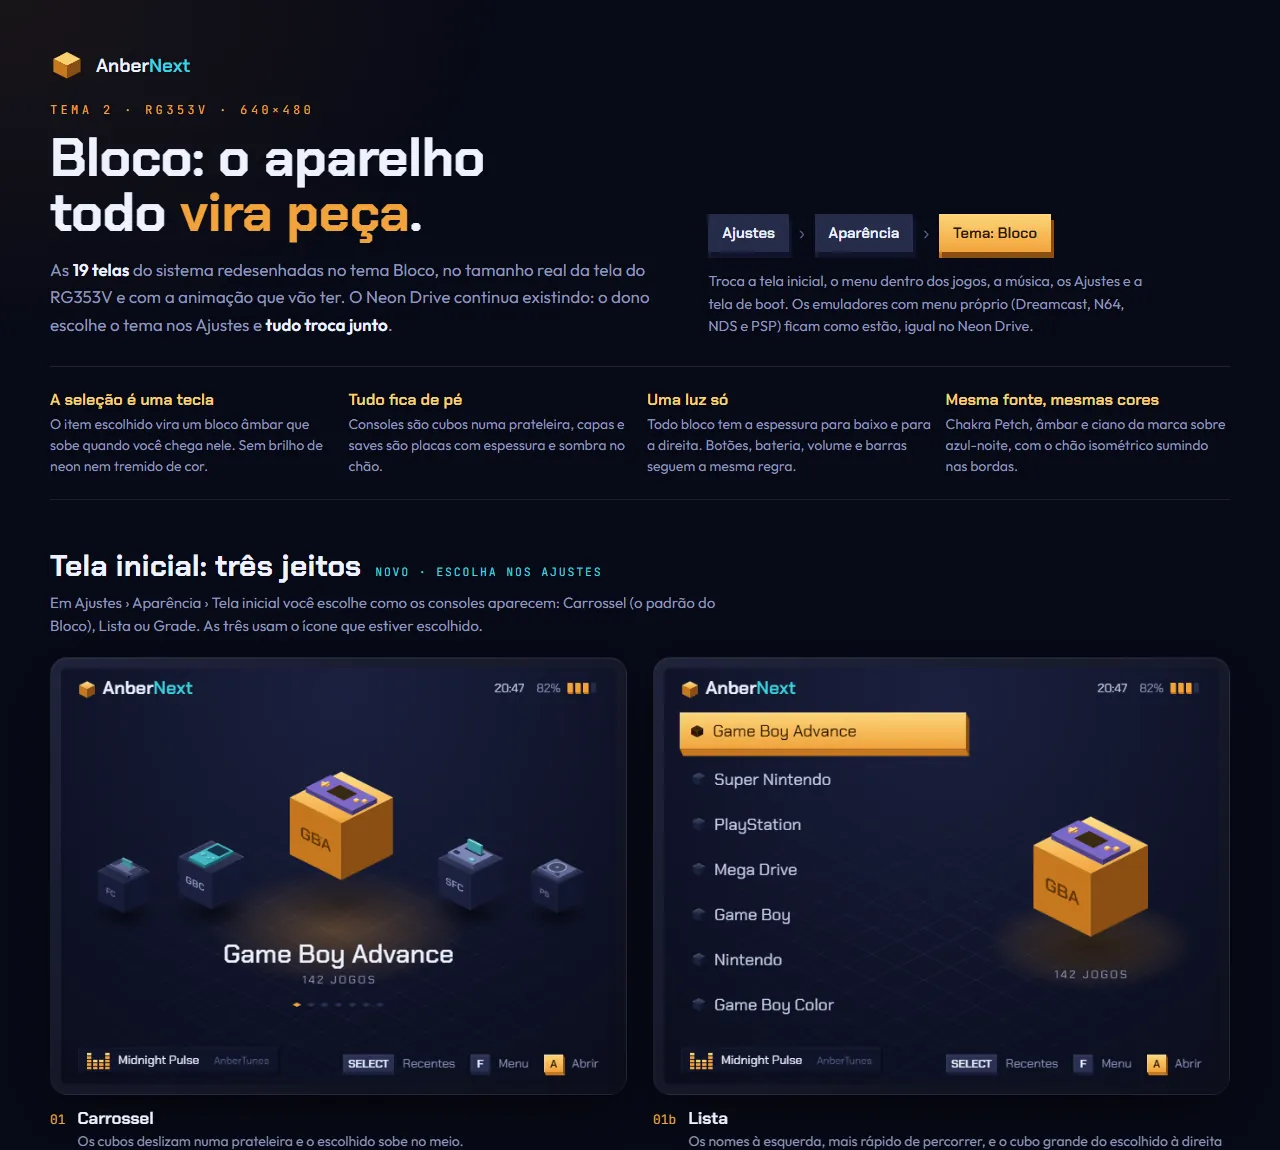 AnberNext
TEMA 2 · RG353V · 640×480
Bloco: o aparelho
todo vira peça.
As 19 telas do sistema redesenhadas no tema Bloco, no tamanho real da tela do
RG353V e com a animação que vão ter. O Neon Drive continua existindo: o dono
escolhe o tema nos Ajustes e tudo troca junto.
Ajustes › Aparência › Tema: Bloco
Troca a tela inicial, o menu dentro dos jogos, a música, os Ajustes e a
tela de boot. Os emuladores com menu próprio (Dreamcast, N64,
NDS e PSP) ficam como estão, igual no Neon Drive.
A seleção é uma tecla
O item escolhido vira um bloco âmbar que
sobe quando você chega nele. Sem brilho de
neon nem tremido de cor.
Tudo fica de pé
Consoles são cubos numa prateleira, capas e
saves são placas com espessura e sombra no
chão.
Uma luz só
Todo bloco tem a espessura para baixo e para
a direita. Botões, bateria, volume e barras
seguem a mesma regra.
Mesma fonte, mesmas cores
Chakra Petch, âmbar e ciano da marca sobre
azul-noite, com o chão isométrico sumindo
nas bordas.
Tela inicial: três jeitos NOVO · ESCOLHA NOS AJUSTES
Em Ajustes › Aparência › Tela inicial você escolhe como os consoles aparecem: Carrossel (o padrão do
Bloco), Lista ou Grade. As três usam o ícone que estiver escolhido.
AnberNext 20:47 82%
FC
GBC
GBA
SFC
PS
Game Boy Advance
142 JOGOS
Midnight Pulse AnberTunes SELECT Recentes F Menu A Abrir
01 Carrossel
Os cubos deslizam numa prateleira e o escolhido sobe no meio.
AnberNext 20:47 82%
Game Boy Advance
Super Nintendo
PlayStation
Mega Drive
Game Boy
Nintendo
Game Boy Color
GBA
142 JOGOS
Midnight Pulse AnberTunes SELECT Recentes F Menu A Abrir
01b Lista
Os nomes à esquerda, mais rápido de percorrer, e o cubo grande do escolhido à direita